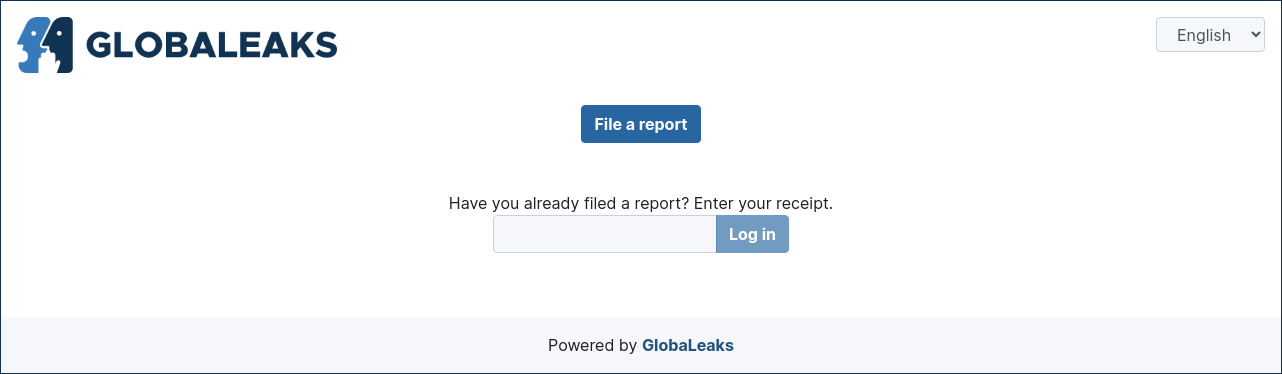 GLOBALEAKS
English
File a report
Have you already filed a report? Enter your receipt.
Log in
Powered by GlobaLeaks